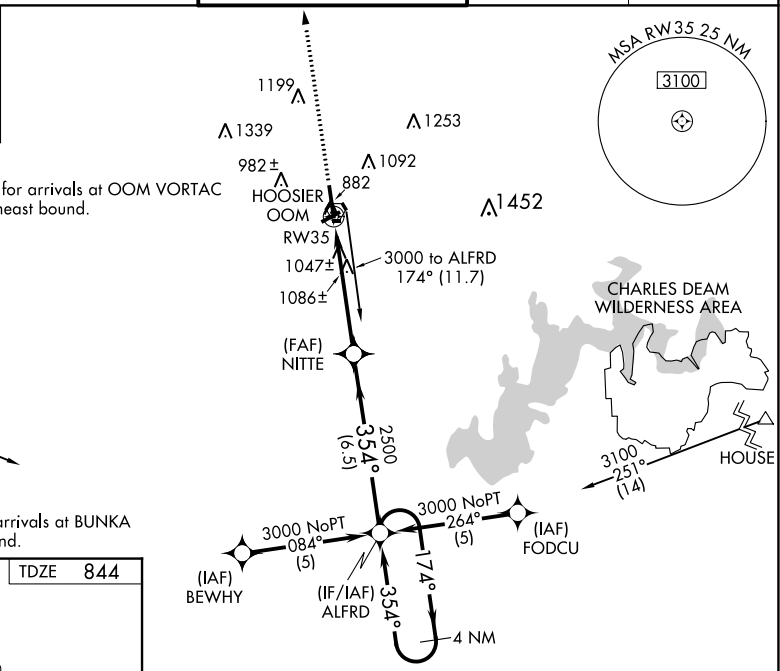 MSA RW35 25 NM
3100
1199
1339
1253
982 ±
1092
882
for arrivals at OOM VORTAC
heast bound.
HOOSIER
OOM
1452
RW35
1047±
3000 to ALFRD
174° (11.7)
1086±
CHARLES DEAM
WILDERNESS AREA
(FAF)
NITTE
2500
354°
(6.5)
HOUSE
3100
251°
(14)
arrivals at BUNKA
nd.
3000 NoPT
084°
(5)
3000 NoPT
264°
(5)
(IAF)
FODCU
(IAF)
BEWHY
(IF/IAF)
ALFRD
354°
174°
4 NM
TDZE 844